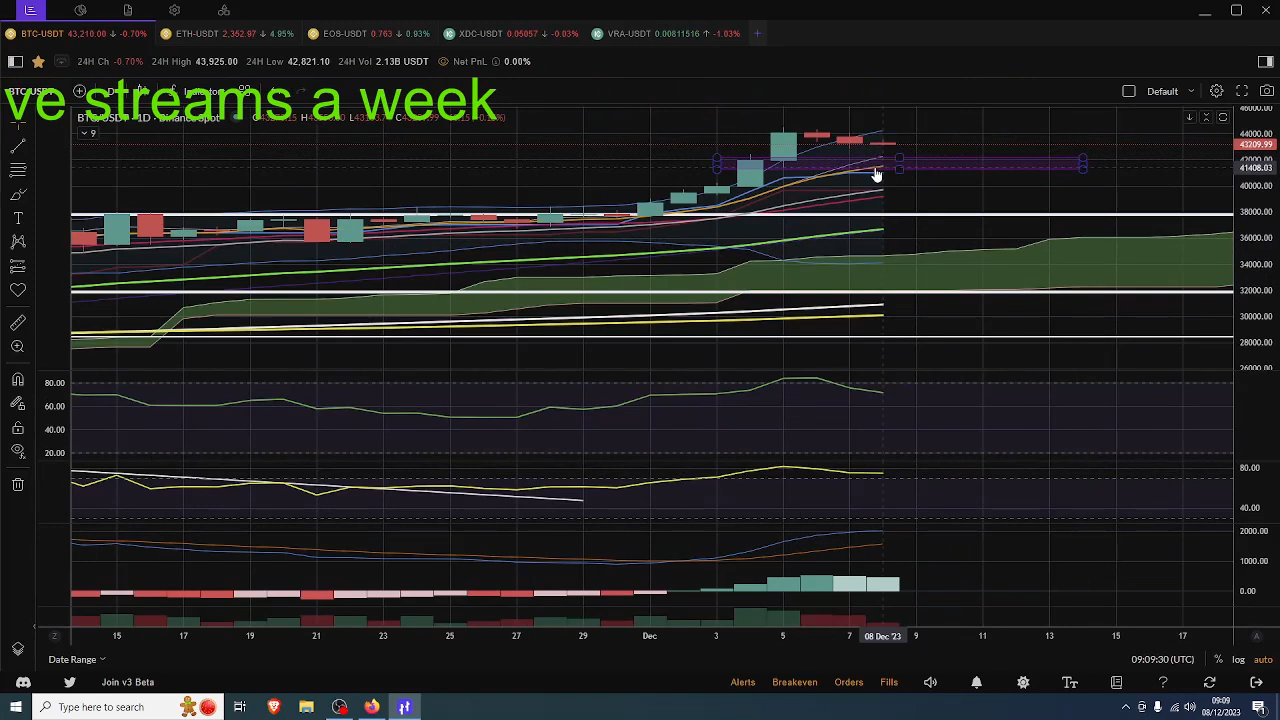 BTC-USDT 43,210.00 ↓ -0.70%
ETH-USDT 2,352.97 ↓ 4.95%
EOS-USDT 0.763 ↓ 0.93%
XDC-USDT 0.05057 ↓ -0.03%
VRA-USDT 0.00811516 ↑ -1.03%
+
24H Ch -0.70% 24H High 43,925.00 24H Low 42,821.10 24H Vol 2.13B USDT Net PnL 0.00%
ve streams a week
Default
9
46000.00
44000.00
43209.99
42000.00
41408.03
40000.00
38000.00
36000.00
34000.00
32000.00
30000.00
28000.00
26000.00
80.00
60.00
40.00
20.00
80.00
40.00
2000.00
1000.00
0.00
15 17 19 21 23 25 27 29 Dec 3 5 7 08 Dec '23 9 11 13 15 17
Z
A
Date Range
09:09:30 (UTC) % log auto
Join v3 Beta
Alerts Breakeven Orders Fills
Type here to search
09:09
08/12/2023